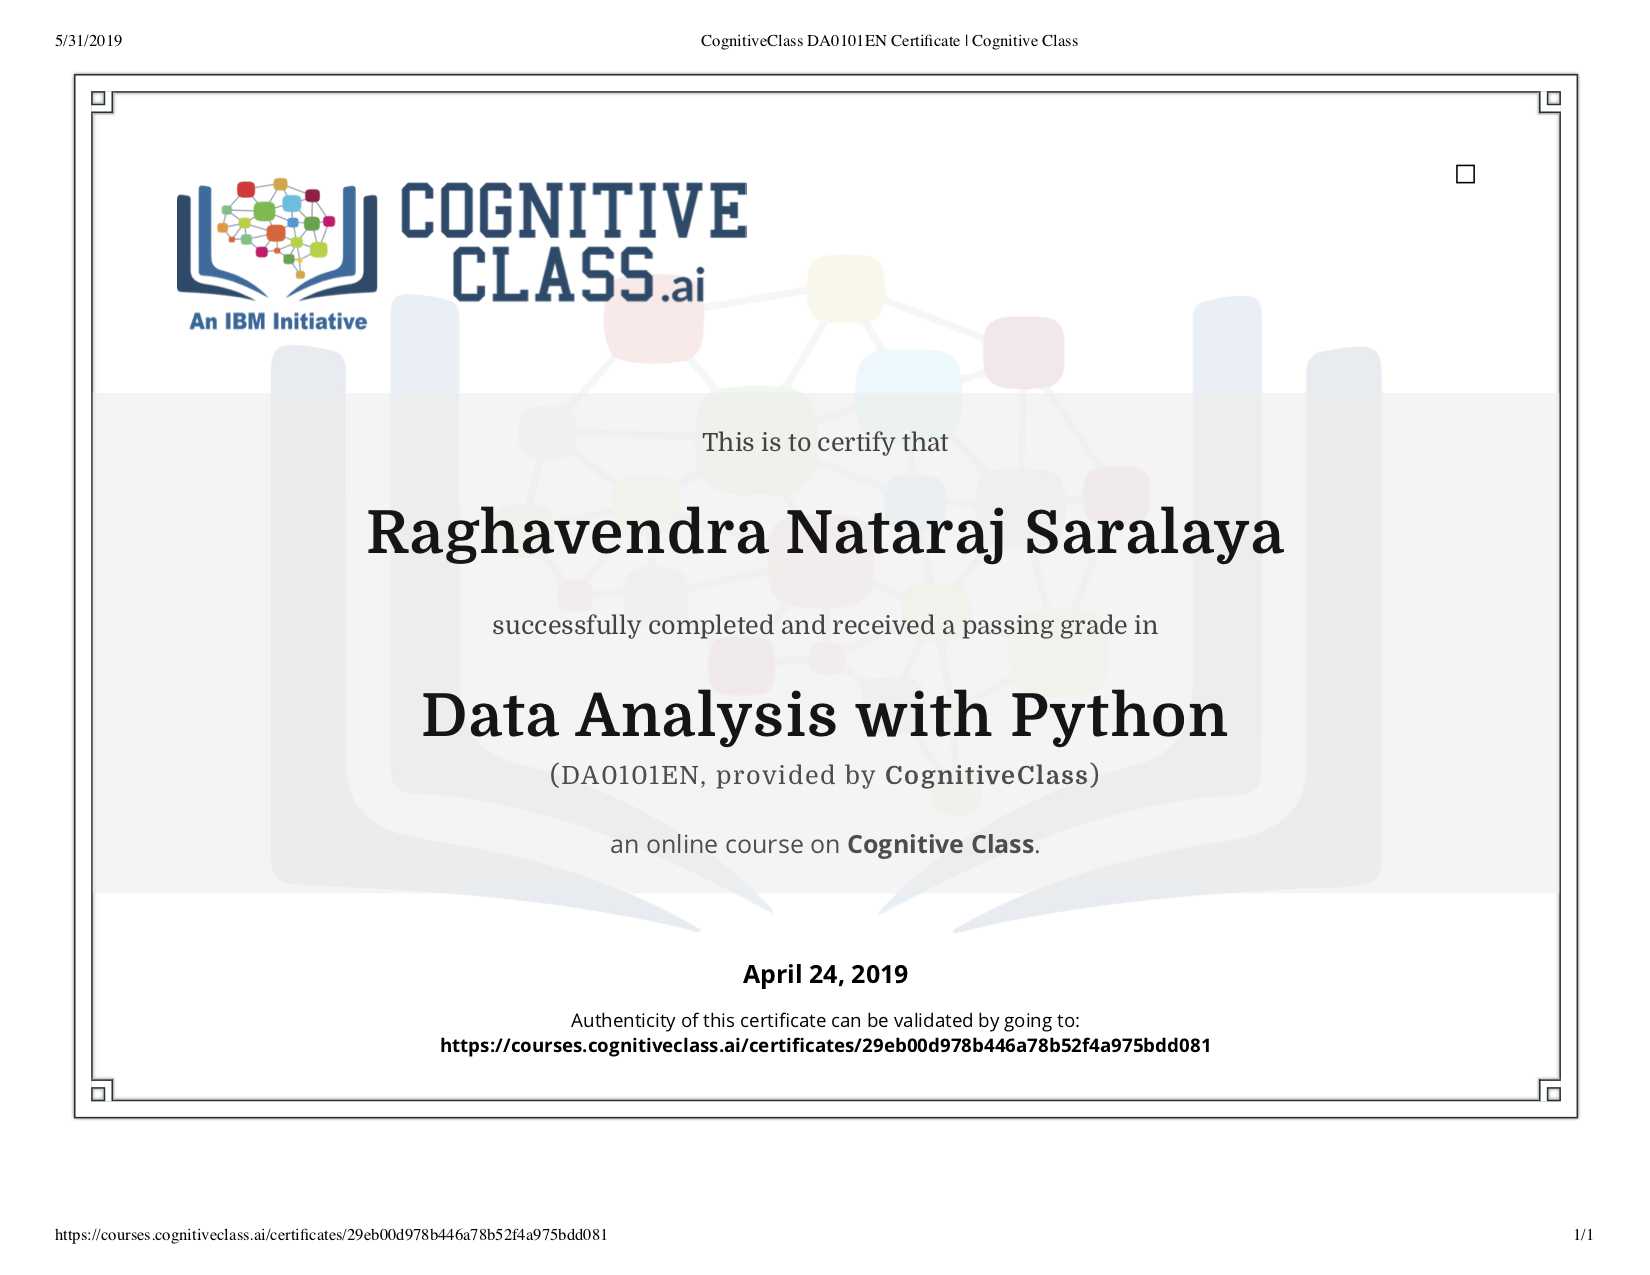 5/31/2019
CognitiveClass DA0101EN Certificate | Cognitive Class
COGNITIVE
CLASS.ai
An IBM Initiative
This is to certify that
Raghavendra Nataraj Saralaya
successfully completed and received a passing grade in
Data Analysis with Python
(DA0101EN, provided by CognitiveClass)
an online course on Cognitive Class.
April 24, 2019
Authenticity of this certificate can be validated by going to:
https://courses.cognitiveclass.ai/certificates/29eb00d978b446a78b52f4a975bdd081
https://courses.cognitiveclass.ai/certificates/29eb00d978b446a78b52f4a975bdd081
1/1